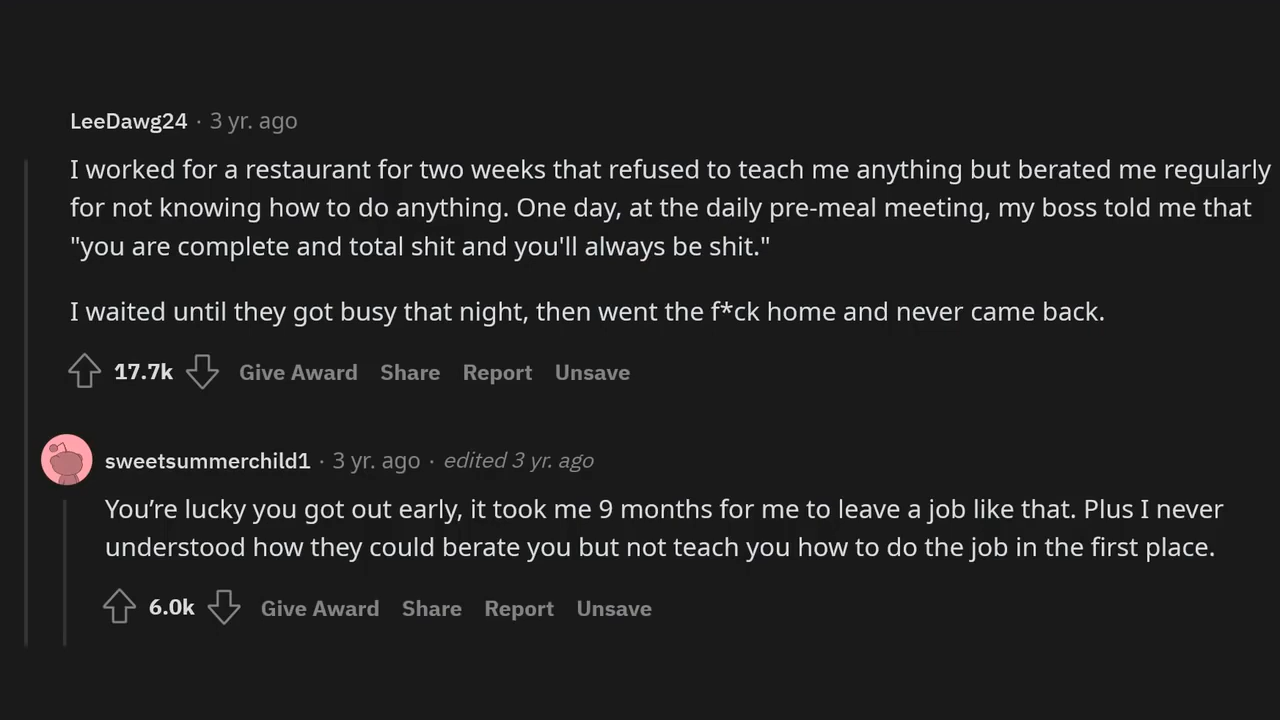 LeeDawg24 · 3 yr. ago
I worked for a restaurant for two weeks that refused to teach me anything but berated me regularly
for not knowing how to do anything. One day, at the daily pre-meal meeting, my boss told me that
"you are complete and total shit and you'll always be shit."
I waited until they got busy that night, then went the f*ck home and never came back.
17.7k Give Award Share Report Unsave
sweetsummerchild1 · 3 yr. ago · edited 3 yr. ago
You’re lucky you got out early, it took me 9 months for me to leave a job like that. Plus I never
understood how they could berate you but not teach you how to do the job in the first place.
6.0k Give Award Share Report Unsave